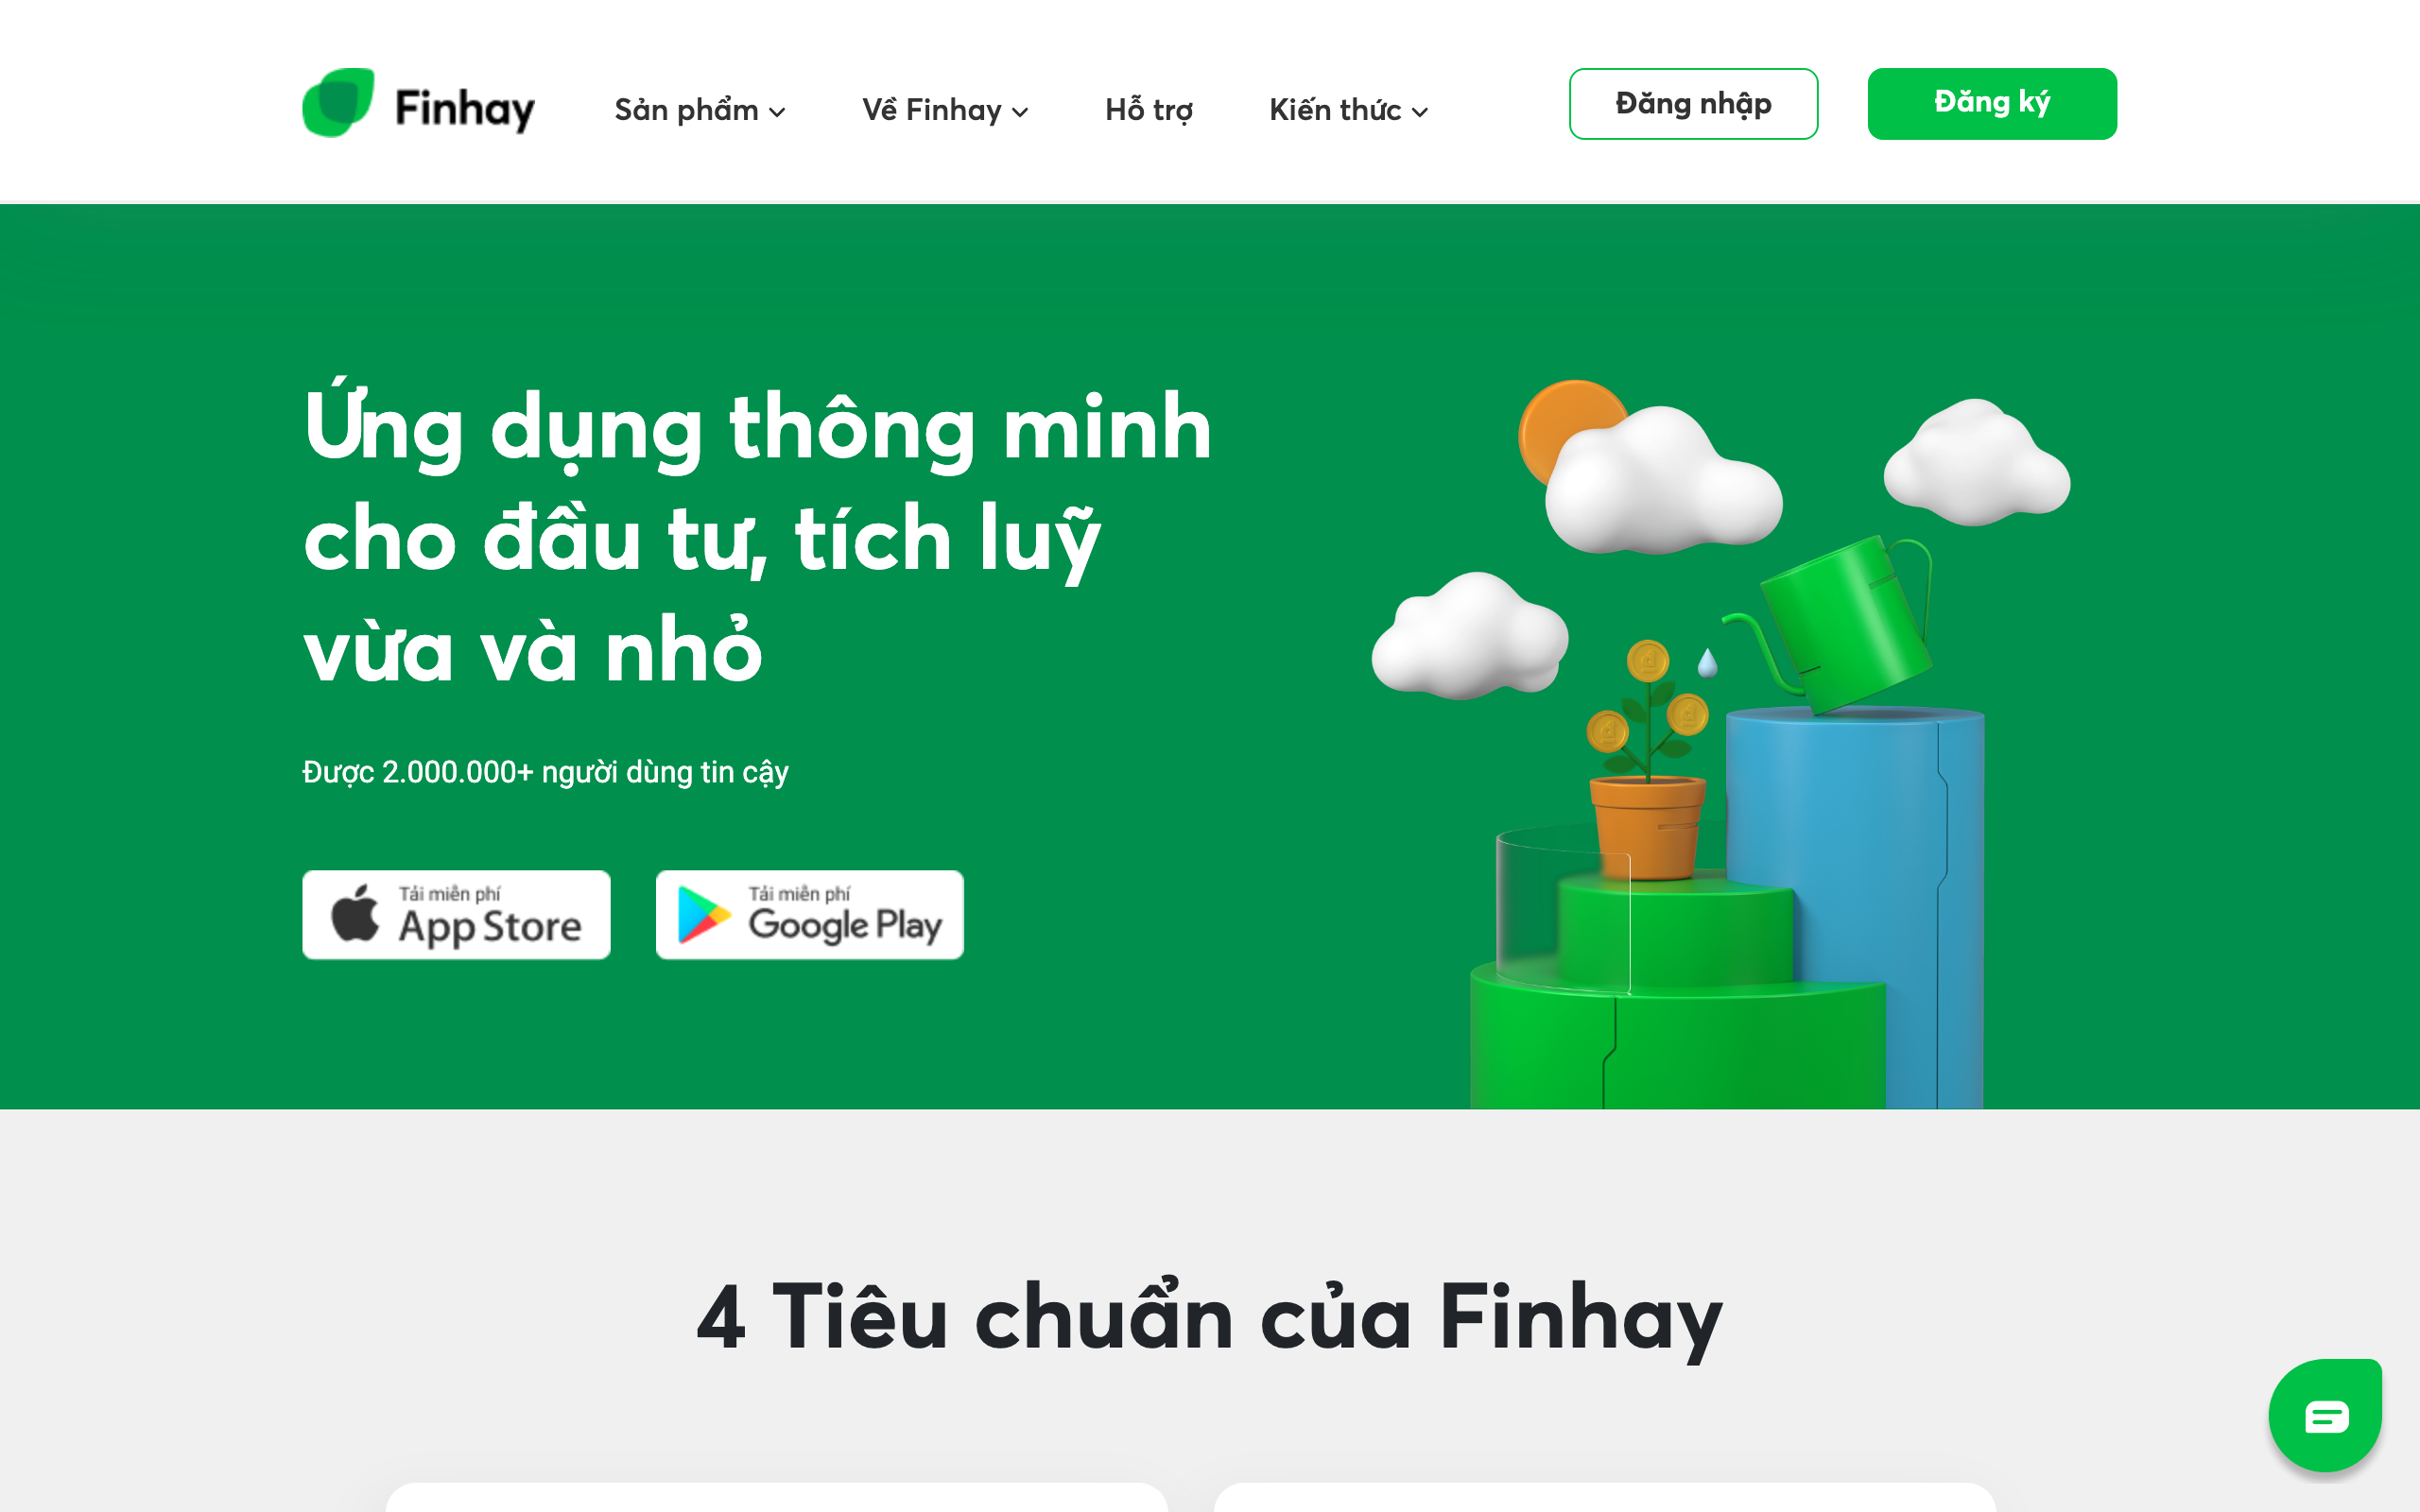 Finhay
Sản phẩm
Về Finhay
Hỗ trợ
Kiến thức
Đăng nhập
Đăng ký
Ứng dụng thông minh
cho đầu tư, tích luỹ
vừa và nhỏ
Được 2.000.000+ người dùng tin cậy
Tải miễn phí
App Store
Tải miễn phí
Google Play
4 Tiêu chuẩn của Finhay